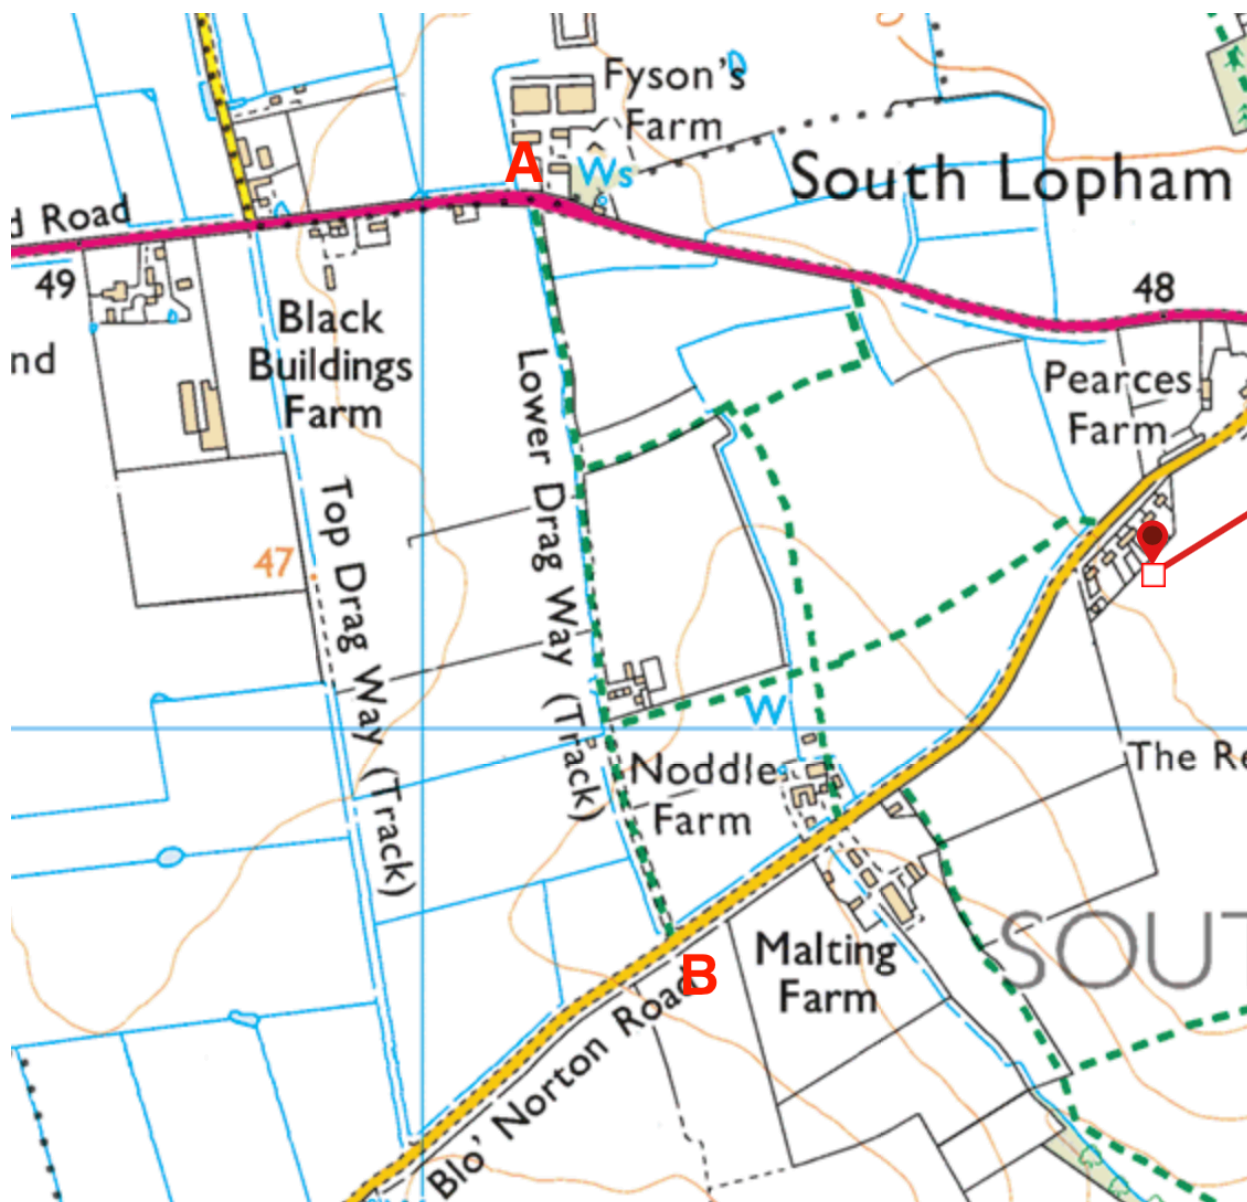 Fyson's
Farm
A
Ws
South Lopham
d Road
49
48
nd
Black
Buildings
Farm
Lower Drag Way (Track)
Pearces
Farm
Top Drag Way (Track)
47
W
Noddle
Farm
The Re
SOUT
B
Malting
Farm
Blo' Norton Road